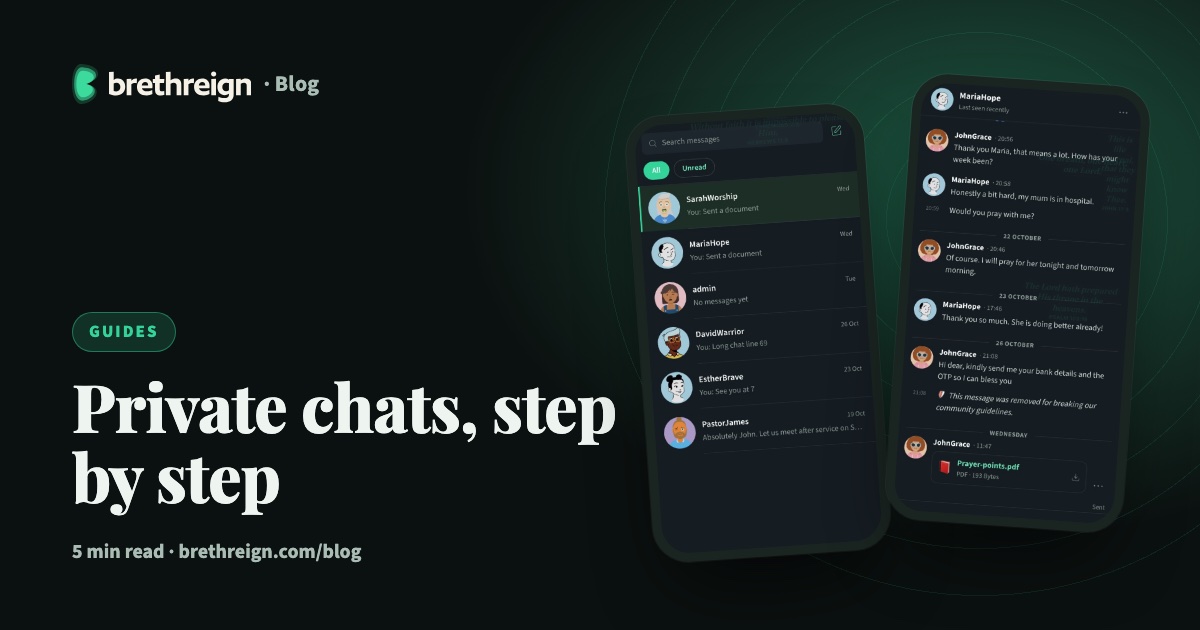 brethreign · Blog
GUIDES
Private chats, step
by step
5 min read · brethreign.com/blog
Search messages
All
Unread
SarahWorship
Wed
You: Sent a document
MariaHope
Wed
You: Sent a document
admin
Tue
No messages yet
DavidWarrior
26 Oct
You: Long chat line 69
EstherBrave
23 Oct
You: See you at 7
PastorJames
19 Oct
Absolutely John. Let us meet after service on S...
MariaHope
Last seen recently
JohnGrace · 20:56
Thank you Maria, that means a lot. How has your
week been?
MariaHope · 20:58
Honestly a bit hard, my mum is in hospital.
20:58 Would you pray with me?
22 OCTOBER
JohnGrace · 20:46
Of course. I will pray for her tonight and tomorrow
morning.
23 OCTOBER
MariaHope · 17:46
Thank you so much. She is doing better already!
26 OCTOBER
JohnGrace · 21:08
Hi dear, kindly send me your bank details and the
OTP so I can bless you
This message was removed for breaking our
community guidelines.
WEDNESDAY
JohnGrace · 11:47
Prayer-points.pdf
PDF · 193 Bytes
Sent